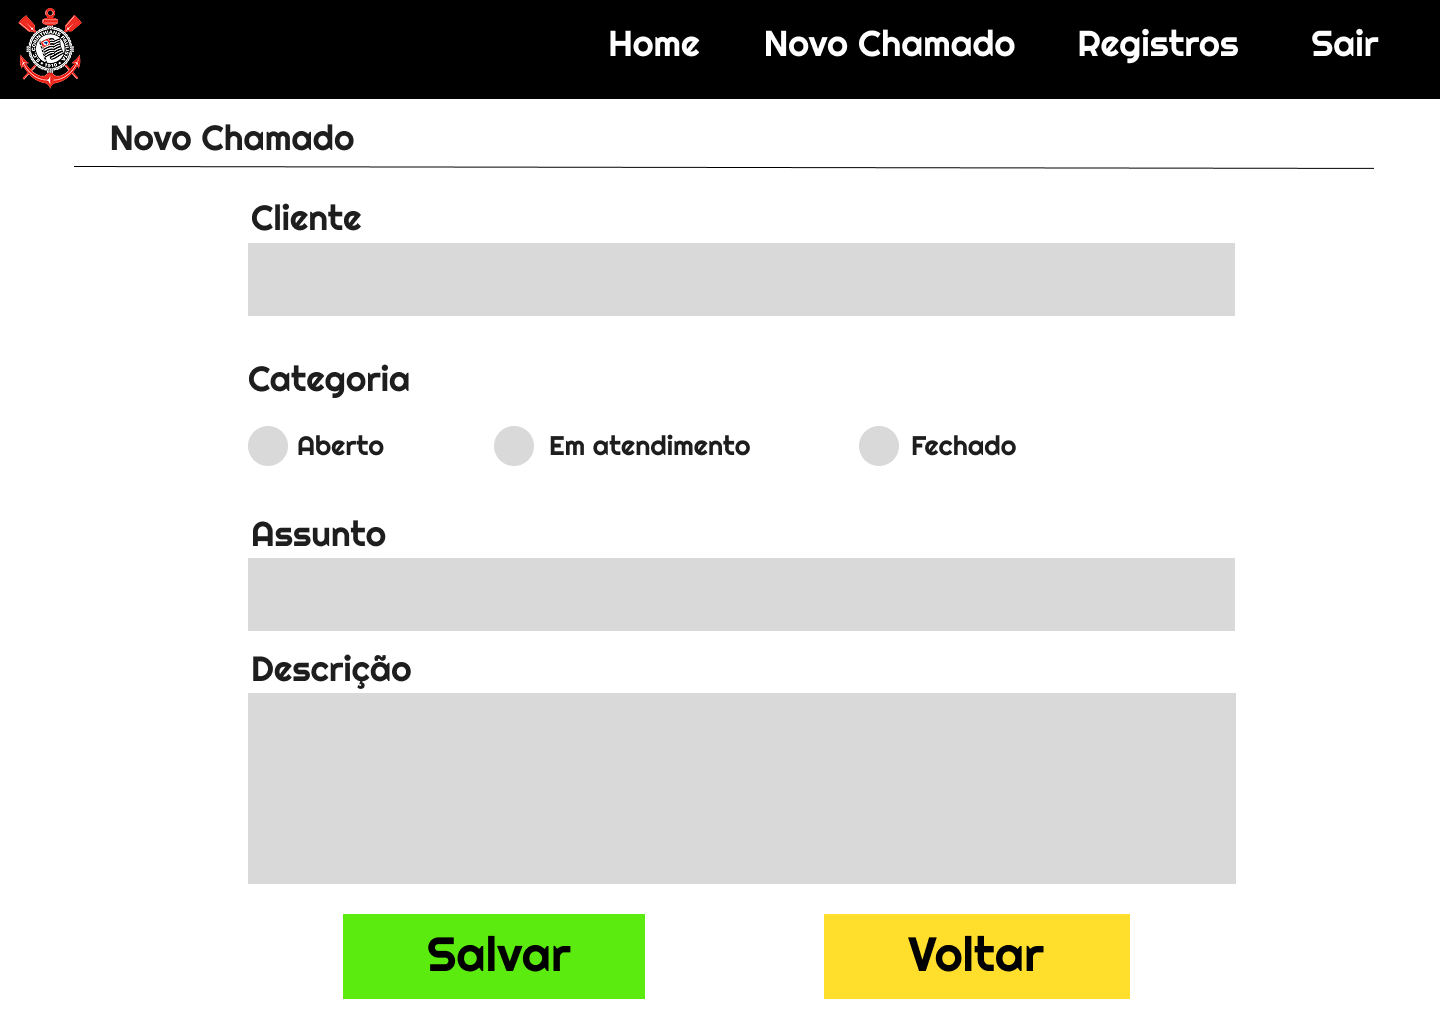 Home Novo Chamado Registros Sair
Novo Chamado
Cliente
Categoria
Aberto Em atendimento Fechado
Assunto
Descrição
Salvar Voltar